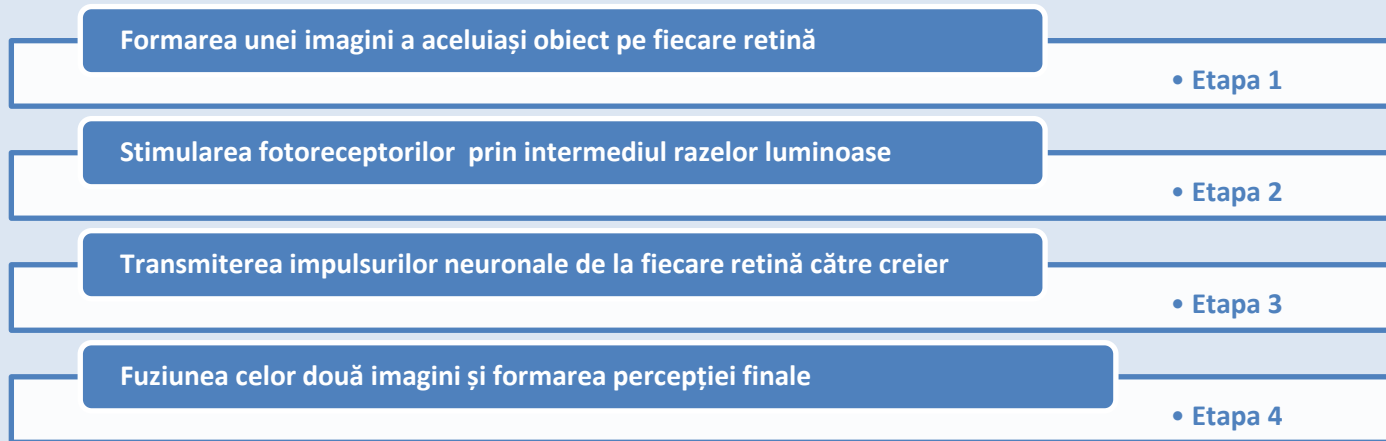 Formarea unei imagini a aceluiași obiect pe fiecare retină
• Etapa 1
Stimularea fotoreceptorilor prin intermediul razelor luminoase
• Etapa 2
Transmiterea impulsurilor neuronale de la fiecare retină către creier
• Etapa 3
Fuziunea celor două imagini și formarea percepției finale
• Etapa 4